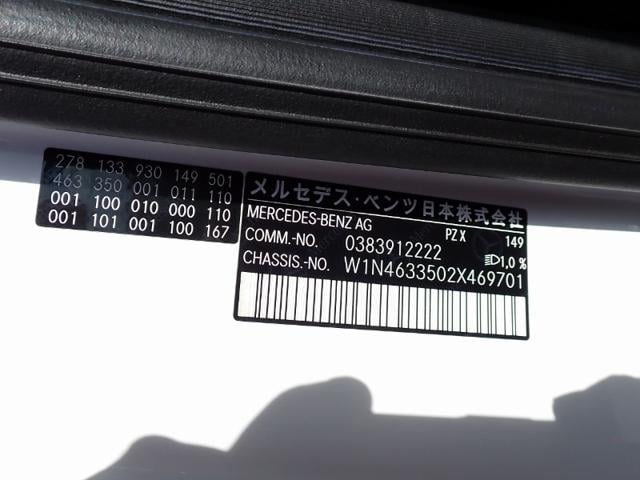 278 133 930 149 501
463 350 001 011 110
001 100 010 000 110
001 101 001 100 167
メルセデス・ベンツ日本株式会社
MERCEDES-BENZ AG PZ X 149
COMM.-NO. 0383912222 1,0 %
CHASSIS.-NO. W1N4633502X469701